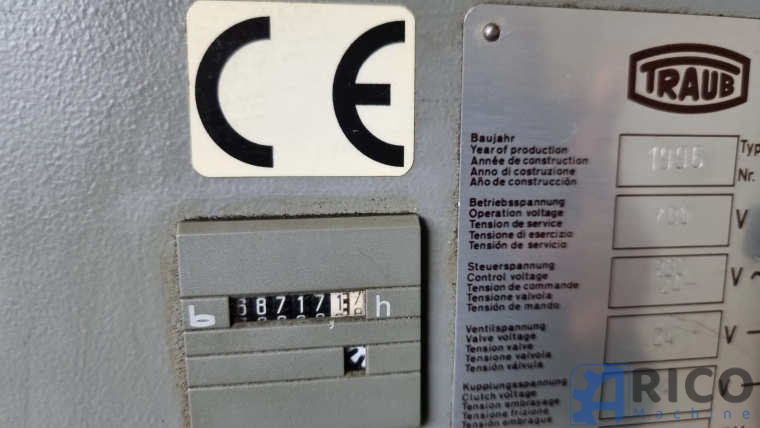 CE
TRAUB
Baujahr
Year of production
Année de construction
Anno di costruzione
Año de construcción
1995
Typ
Nr.
Betriebsspannung
Operation voltage
Tension de service
Tensione di esercizio
Tensión de servicio
V
Steuerspannung
Control voltage
Tension de commande
Tensione valvola
Tensión de mando
V~
Ventilspannung
Valve voltage
Tension valve
Tensione valvola
Tensión válvula
24
V
Kupplungsspannung
Clutch voltage
Tension embrayage
Tensione frizione
Tensión embrague
V
h
ARICO
Machine